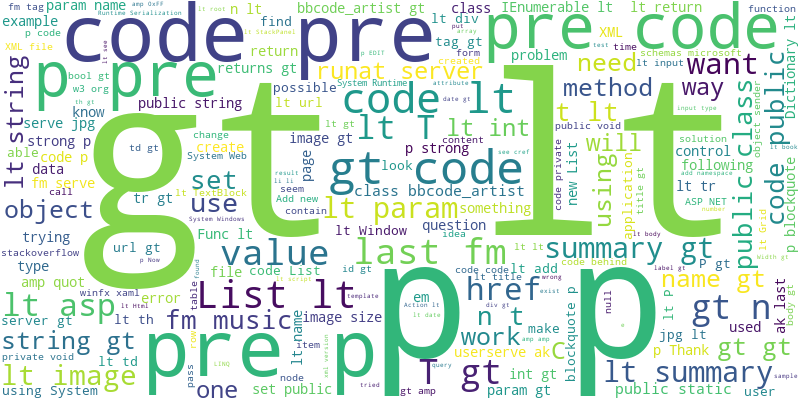 fm tag
param name
code pre
pre code
example
Runtime Serialization
amp 0xFF
lt root
n lt
bbcode_artist gt
class
IEnumerable lt
lt return
put
array
function
p code
XML file
lt StackPanel
find
lt div
tag gt
form
created
problem
XML
test
time
schemas microsoft
lt input
Dictionary lt
lt string
p pre
return
lt see
p EDIT
runat server
need
want
code public
bool gt
w3 org
th gt
returns gt
possible
System Runtime
attribute
date gt
method
way
public string
lt url
code lt
t lt
input type
public void
object Sender
lt book
know
serve jpg
strong p
able
code p
data
fm serve
call
change
create
System Web
image gt
page
lt gt
lt T
lt int
p strong
content
see cref
will
using
code private
new List
solution
control
following
add namespace
public class
td gt
set
result
li li
seem
look
gt code
class bbcode_artist
gt
lt
application
title gt
lt tr
ASP NET
number
p blockquote
object
tr gt
use
lt TextBlock
Add new
contain
lt param
something
lt body
lt Grid
trying
stackoverflow
type
url gt
Func lt
System Windows
lt Window
question
idea
value
last fm
lt lt
summary gt
code behind
P gt
Width gt
p Now
amp quot
file
code List
id gt
code code
lt title
lt add
wrong
label gt
name gt
lt asp
winfx xaml
error
found
table
lt script
List lt
template
em
Action lt
lt date
href
exist
div gt
n t
null
lt P
gt n
body gt
server gt
lt Th
fm music
image size
lt name
item
p p
work
make
amp amp
blockquote p
a
jpg lt
used
ak last
string gt
private void
lt td
row
LINQ
pre p
xml version
userserve ak
c
p Thank
gt gt
lt image
using System
pass
one
node
tried
query
gt amp
T gt
int gt
param gt
lt summary
public static
set public
sample
user